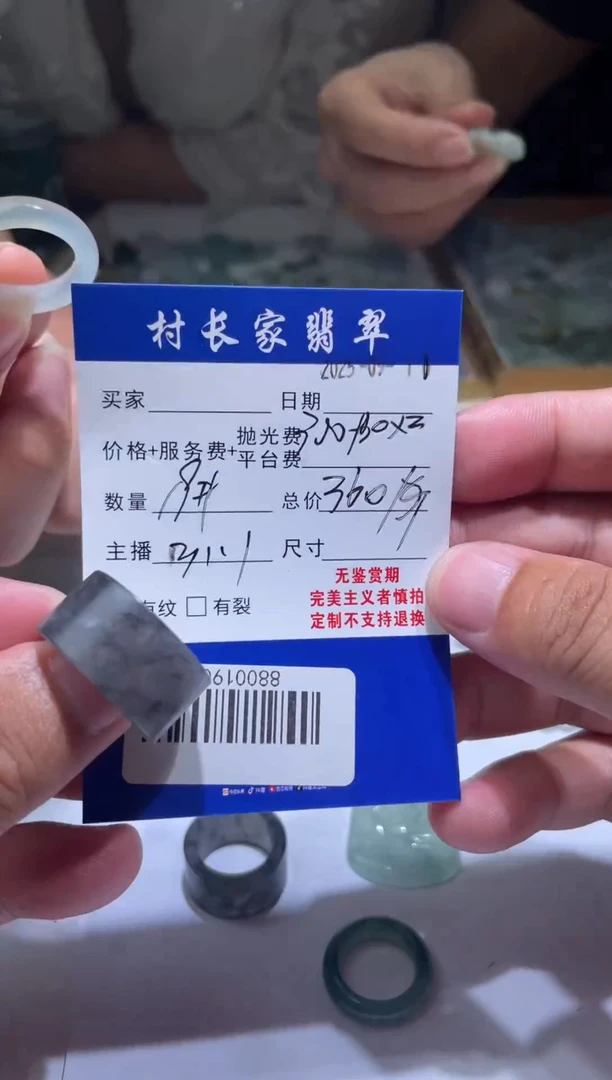 村长家翡翠
买家 日期
抛光费
价格+服务费+平台费
数量 总价 360
主播 尺寸
有纹 □ 有裂
无鉴赏期
完美主义者慎拍
定制不支持退换
8800190